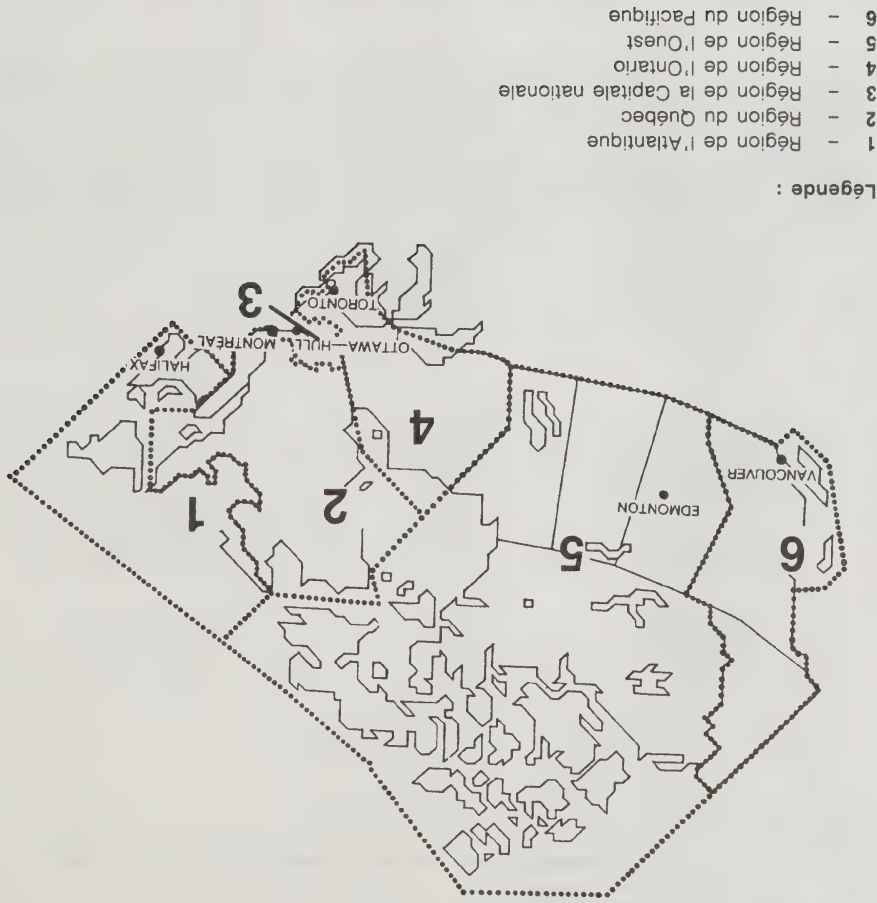 6
5
1
2
EDMONTON
VANCOUVER
4
HALIFAX
OTTAWA—HULL
MONTRÉAL
TORONTO
3
Légende :
1 – Région de l'Atlantique
2 – Région du Québec
3 – Région de la Capitale nationale
4 – Région de l'Ontario
5 – Région de l'Ouest
6 – Région du Pacifique